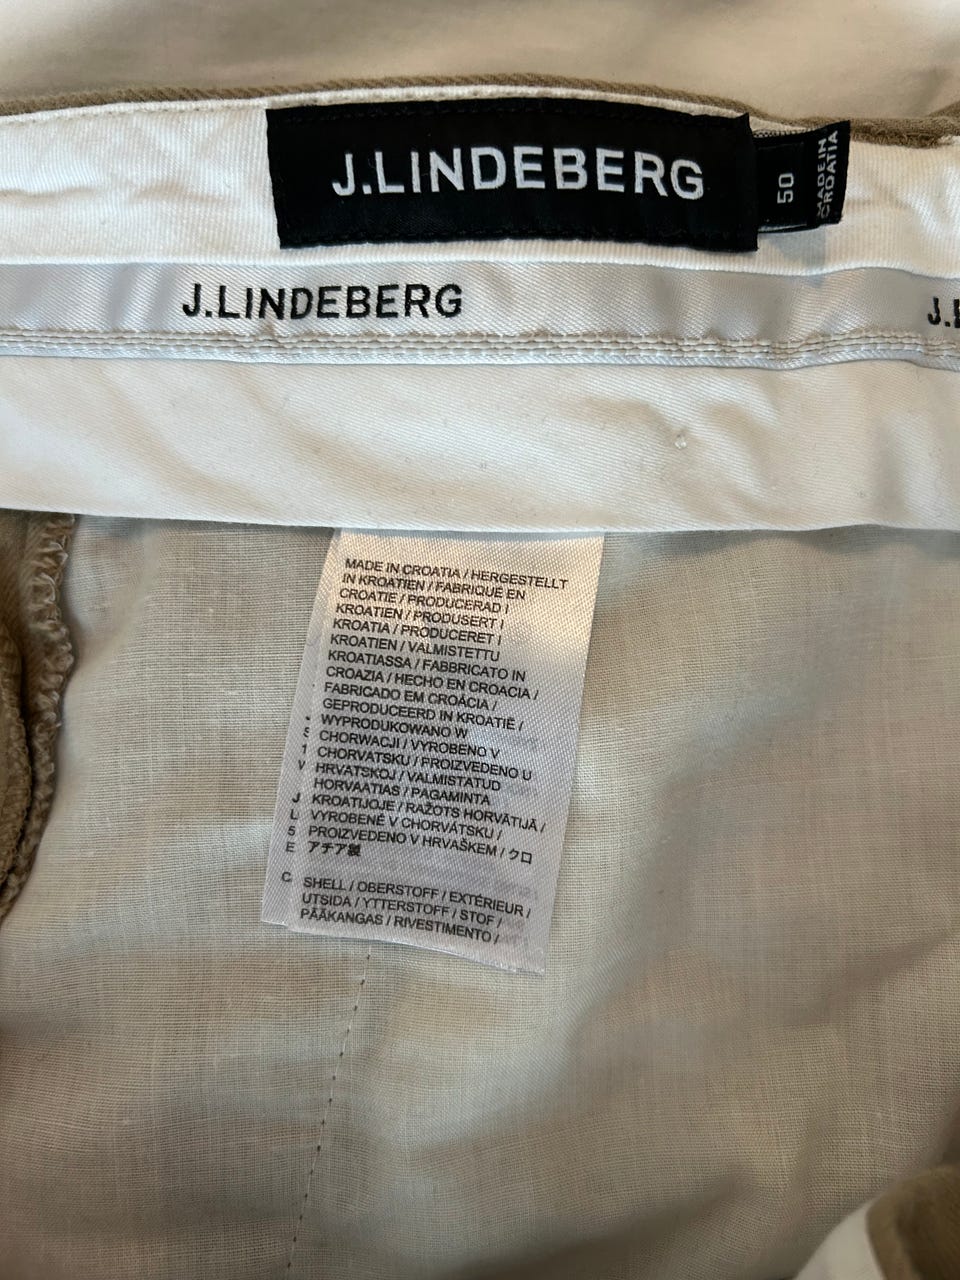 J.LINDEBERG
50
MADE IN
CROATIA
J.LINDEBERG
J.L
MADE IN CROATIA / HERGESTELLT
IN KROATIEN / FABRIQUÉ EN
CROATIE / PRODUCERAD I
KROATIEN / PRODUSERT I
KROATIA / PRODUCERET I
KROATIEN / VALMISTETTU
KROATIASSA / FABBRICATO IN
CROAZIA / HECHO EN CROACIA /
FABRICADO EM CROÁCIA /
GEPRODUCEERD IN KROATIË /
WYPRODUKOWANO W
CHORWACJI / VYROBENO V
CHORVATSKU / PROIZVEDENO U
HRVATSKOJ / VALMISTATUD
HORVAATIAS / PAGAMINTA
KROATIJOJE / RAŽOTS HORVĀTIJĀ /
VYROBENÉ V CHORVÁTSKU /
PROIZVEDENO V HRVAŠKEM / クロ
アチア製
SHELL / OBERSTOFF / EXTÉRIEUR /
UTSIDA / YTTERSTOFF / STOF /
PÄÄKANGAS / RIVESTIMENTO /